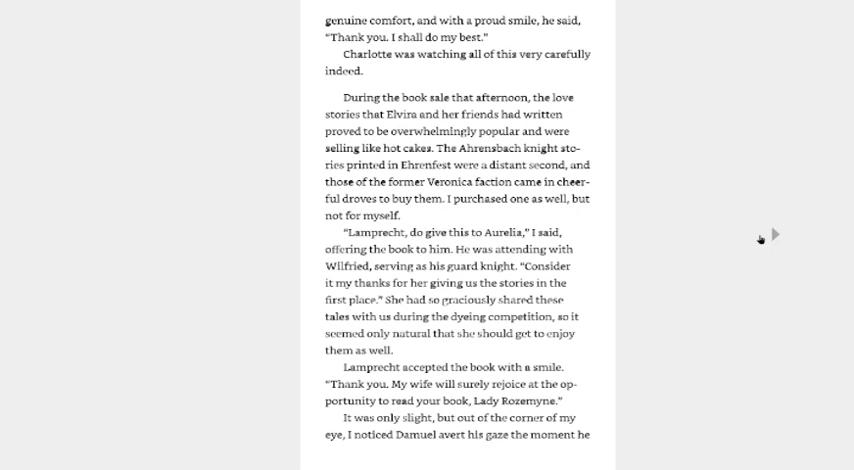 genuine comfort, and with a proud smile, he said,
“Thank you. I shall do my best.”
Charlotte was watching all of this very carefully
indeed.
During the book sale that afternoon, the love
stories that Elvira and her friends had written
proved to be overwhelmingly popular and were
selling like hot cakes. The Ahrensbach knight sto-
ries printed in Ehrenfest were a distant second, and
those of the former Veronica faction came in cheer-
ful droves to buy them. I purchased one as well, but
not for myself.
“Lamprecht, do give this to Aurelia,” I said,
offering the book to him. He was attending with
Wilfried, serving as his guard knight. “Consider
it my thanks for her giving us the stories in the
first place.” She had so graciously shared these
tales with us during the dyeing competition, so it
seemed only natural that she should get to enjoy
them as well.
Lamprecht accepted the book with a smile.
“Thank you. My wife will surely rejoice at the op-
portunity to read your book, Lady Rozemyne.”
It was only slight, but out of the corner of my
eye, I noticed Damuel avert his gaze the moment he